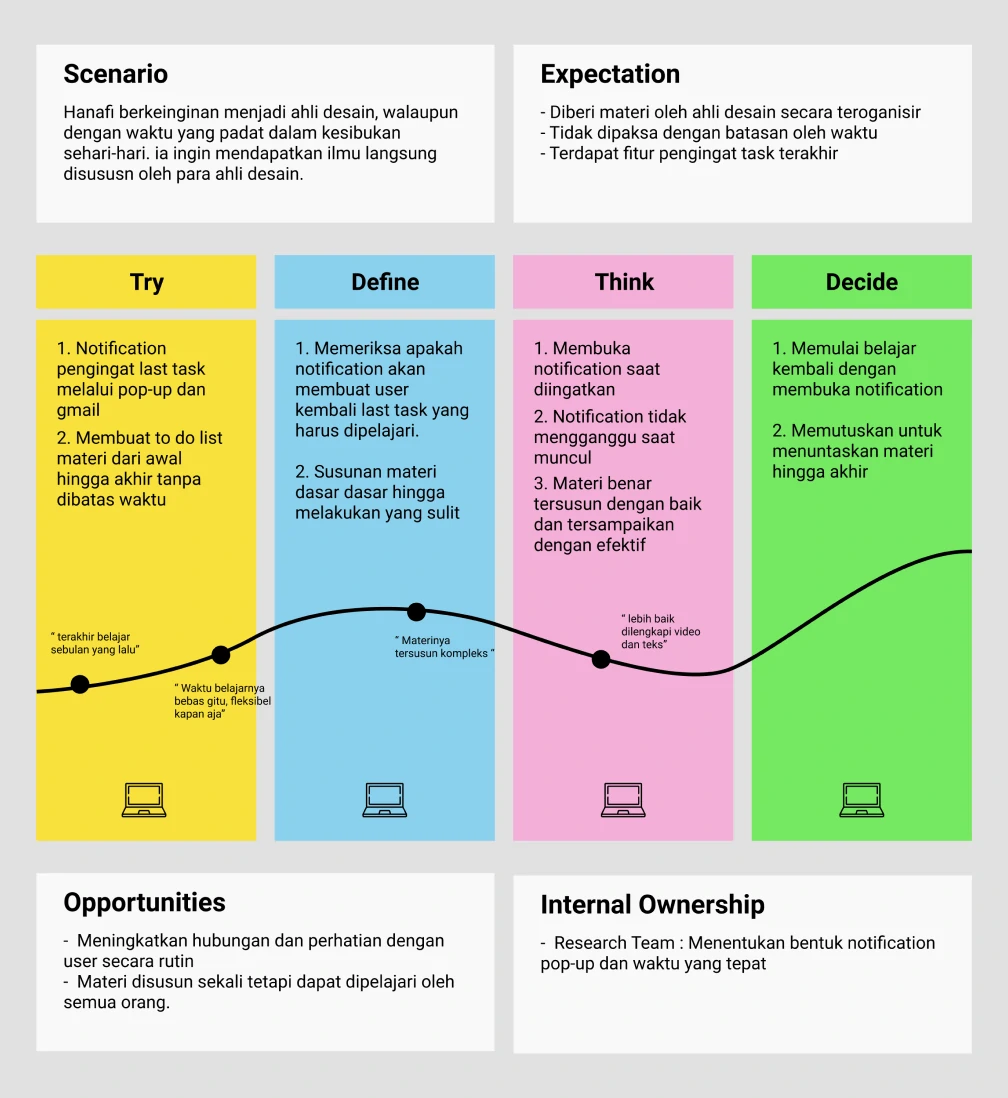 Scenario
Hanafi berkeinginan menjadi ahli desain, walaupun
dengan waktu yang padat dalam kesibukan
sehari-hari. ia ingin mendapatkan ilmu langsung
disususn oleh para ahli desain.
Expectation
- Diberi materi oleh ahli desain secara teroganisir
- Tidak dipaksa dengan batasan oleh waktu
- Terdapat fitur pengingat task terakhir
Try
1. Notification
pengingat last task
melalui pop-up dan
gmail
2. Membuat to do list
materi dari awal
hingga akhir tanpa
dibatas waktu
“ terakhir belajar
sebulan yang lalu”
“ Waktu belajarnya
bebas gitu, fleksibel
kapan aja”
Define
1. Memeriksa apakah
notification akan
membuat user
kembali last task yang
harus dipelajari.
2. Susunan materi
dasar dasar hingga
melakukan yang sulit
“ Materinya
tersusun kompleks “
Think
1. Membuka
notification saat
diingatkan
2. Notification tidak
mengganggu saat
muncul
3. Materi benar
tersusun dengan baik
dan tersampaikan
dengan efektif
“ lebih baik
dilengkapi video
dan teks”
Decide
1. Memulai belajar
kembali dengan
membuka notification
2. Memutuskan untuk
menuntaskan materi
hingga akhir
Opportunities
- Meningkatkan hubungan dan perhatian dengan
user secara rutin
- Materi disusun sekali tetapi dapat dipelajari oleh
semua orang.
Internal Ownership
- Research Team : Menentukan bentuk notification
pop-up dan waktu yang tepat